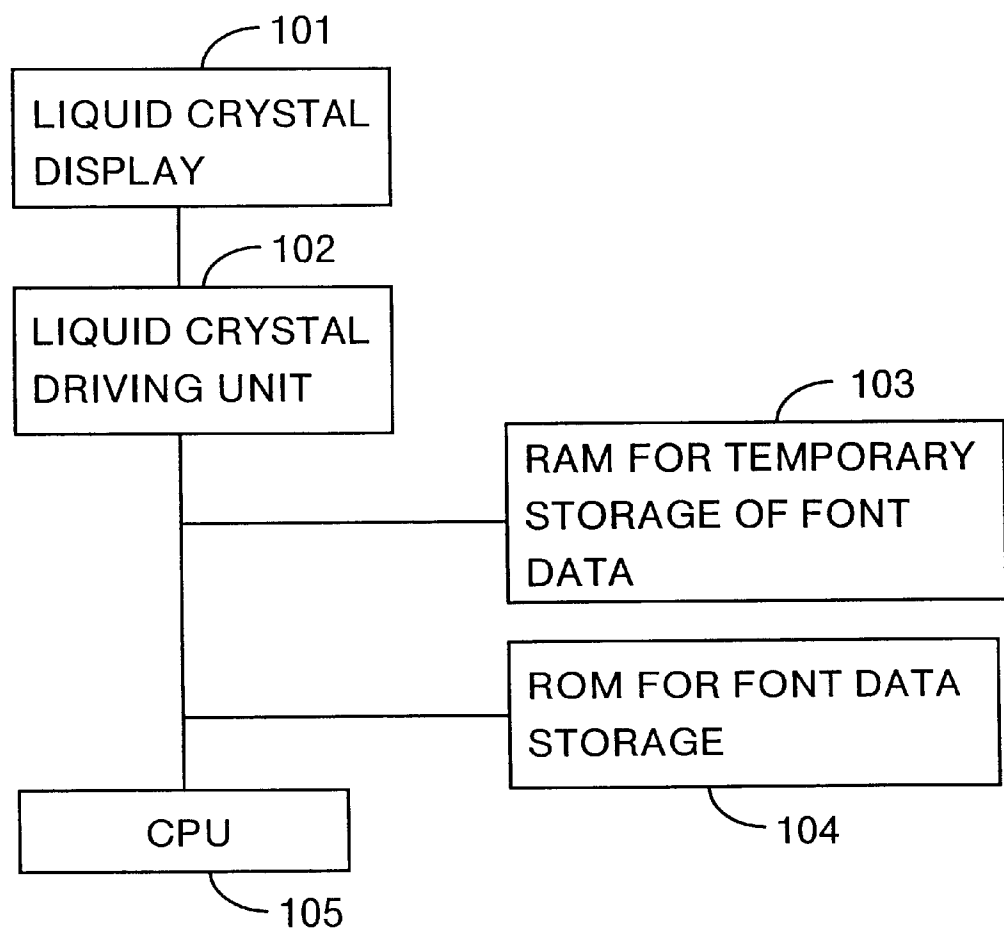 101
LIQUID CRYSTAL
DISPLAY
102
LIQUID CRYSTAL
DRIVING UNIT
103
RAM FOR TEMPORARY
STORAGE OF FONT
DATA
ROM FOR FONT DATA
STORAGE
104
CPU
105